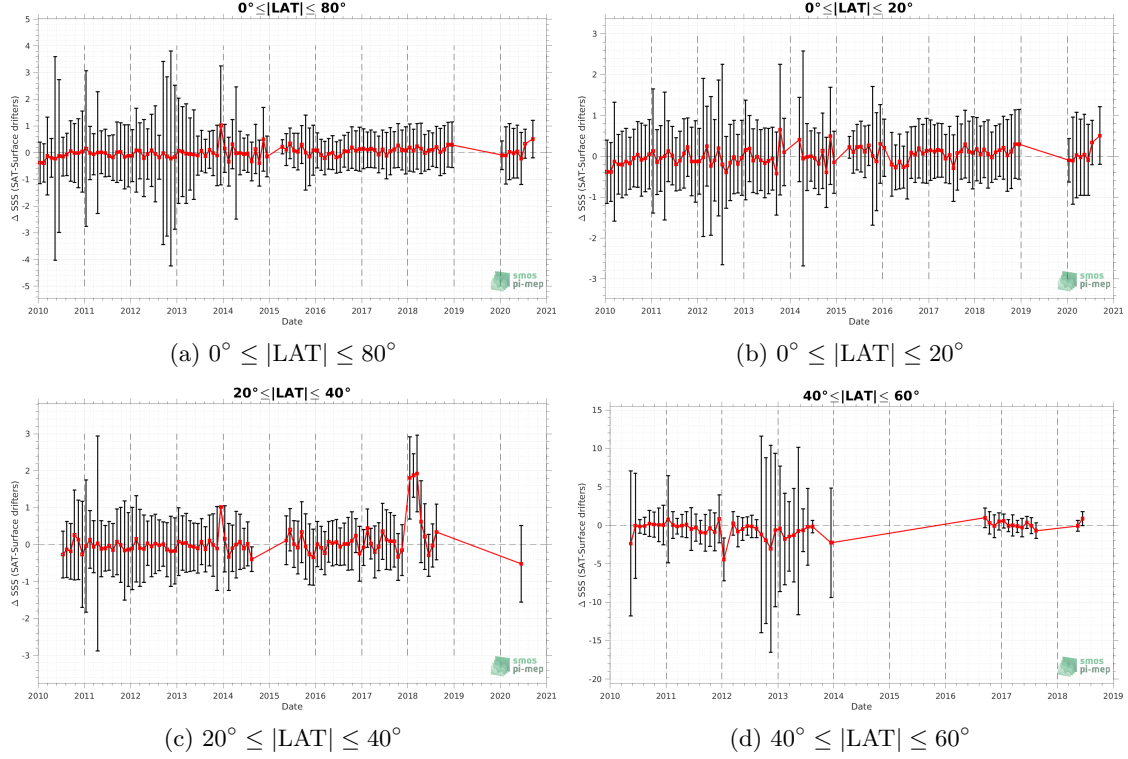 0°≤|LAT|≤ 80°
5
4
3
2
1
0
-1
-2
-3
-4
-5
Δ SSS (SAT-Surface drifters)
2010 2011 2012 2013 2014 2015 2016 2017 2018 2019 2020 2021
Date
smos
pi-mep
(a) 0° ≤ |LAT| ≤ 80°
0°≤|LAT|≤ 20°
3
2
1
0
-1
-2
-3
Δ SSS (SAT-Surface drifters)
2010 2011 2012 2013 2014 2015 2016 2017 2018 2019 2020 2021
Date
smos
pi-mep
(b) 0° ≤ |LAT| ≤ 20°
20°≤|LAT|≤ 40°
3
2
1
0
-1
-2
-3
Δ SSS (SAT-Surface drifters)
2010 2011 2012 2013 2014 2015 2016 2017 2018 2019 2020 2021
Date
smos
pi-mep
(c) 20° ≤ |LAT| ≤ 40°
40°≤|LAT|≤ 60°
15
10
5
0
-5
-10
-15
-20
Δ SSS (SAT-Surface drifters)
2010 2011 2012 2013 2014 2015 2016 2017 2018 2019
Date
smos
pi-mep
(d) 40° ≤ |LAT| ≤ 60°